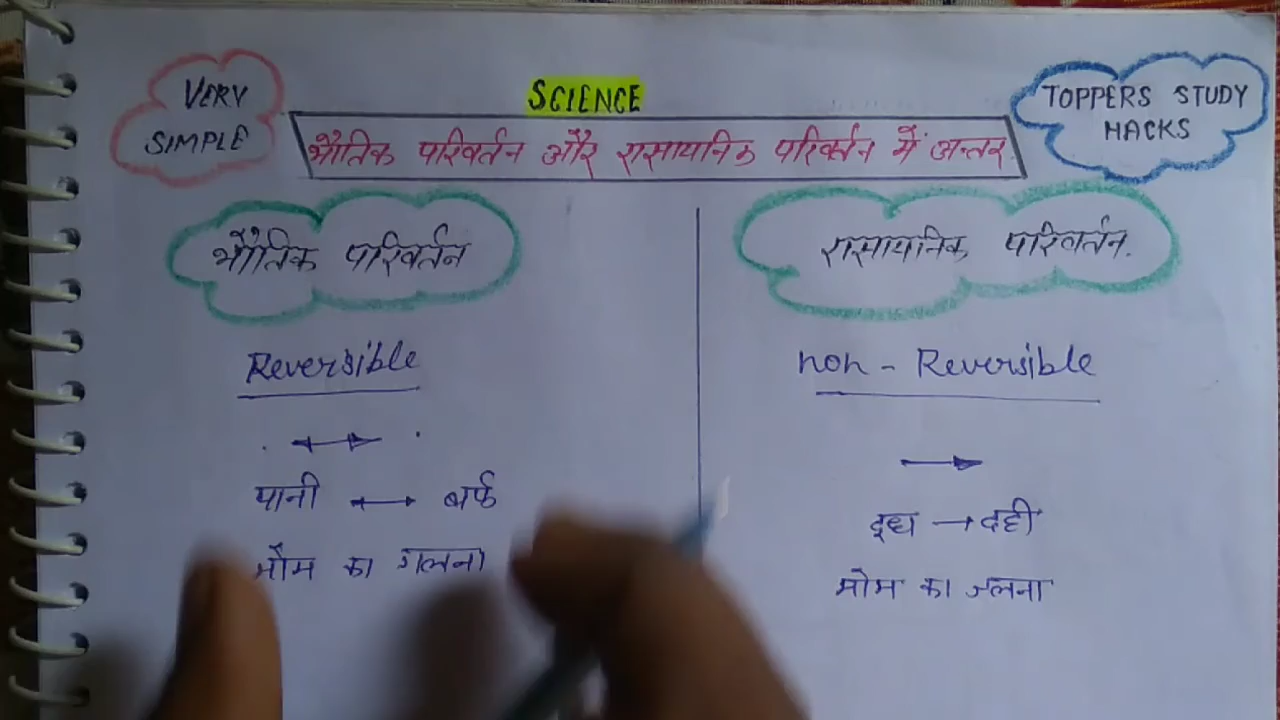 VERY
SIMPLE
SCIENCE
TOPPERS STUDY
HACKS
भौतिक परिवर्तन और रासायनिक परिवर्तन में अन्तर.
भौतिक परिवर्तन
Reversible
पानी ↔ बर्फ
मोम का गलना
रासायनिक परिवर्तन.
non - Reversible
→
दूध → दही
मोम का जलना